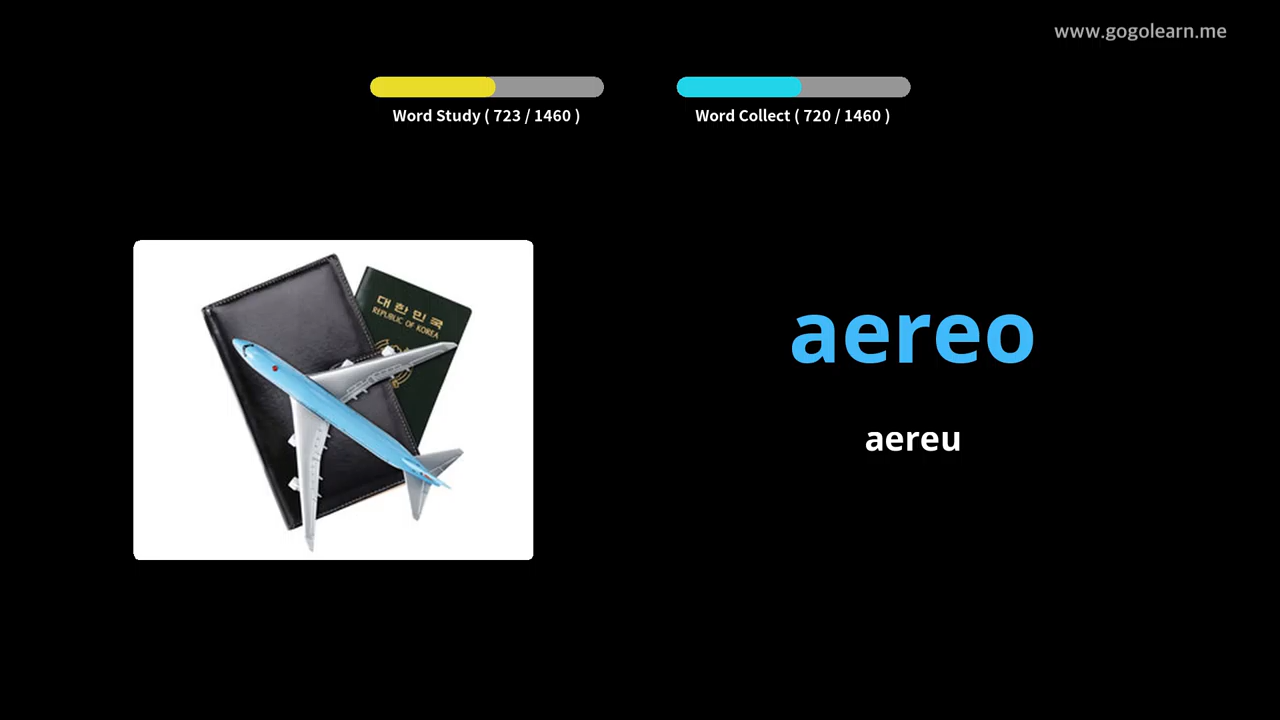 www.gogolearn.me
Word Study ( 723 / 1460 )
Word Collect ( 720 / 1460 )
대한민국
REPUBLIC OF KOREA
aereo
aereu